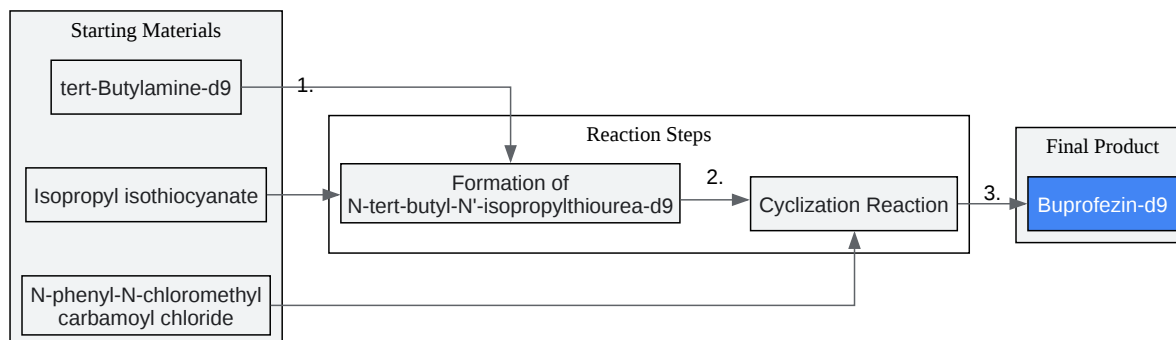 Starting Materials
tert-Butylamine-d9
1.
Reaction Steps
Final Product
Isopropyl isothiocyanate
Formation of
N-tert-butyl-N'-isopropylthiourea-d9
2.
Cyclization Reaction
3.
Buprofezin-d9
N-phenyl-N-chloromethyl
carbamoyl chloride